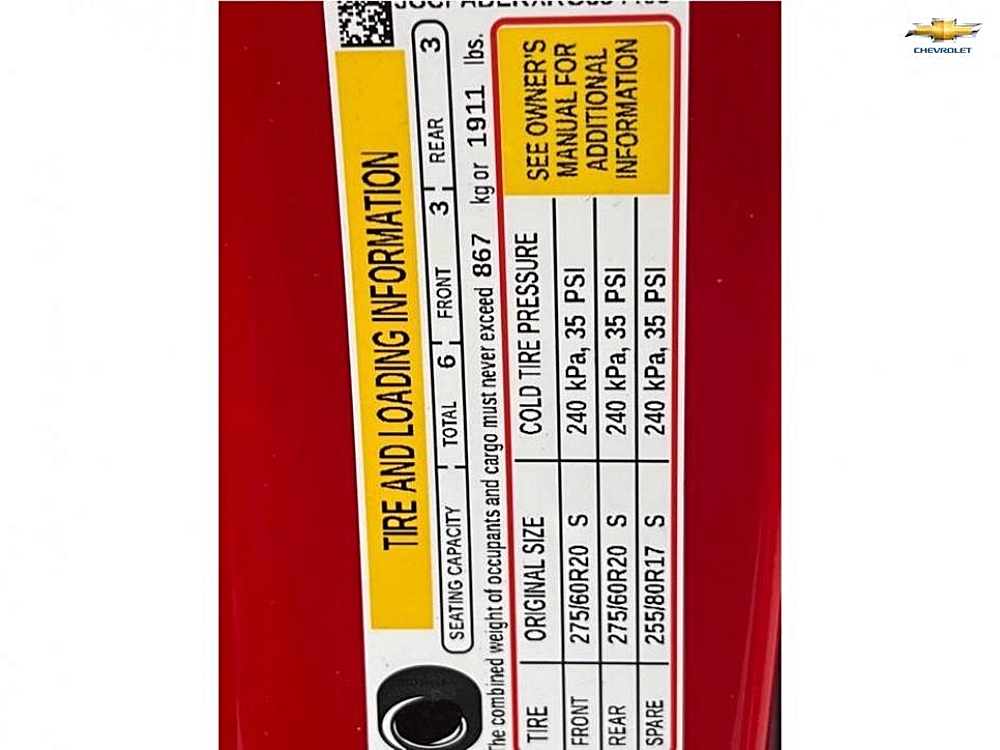 CHEVROLET
TIRE AND LOADING INFORMATION
SEATING CAPACITY TOTAL 6 FRONT 3 REAR 3
The combined weight of occupants and cargo must never exceed 867 kg or 1911 lbs.
TIRE ORIGINAL SIZE COLD TIRE PRESSURE
FRONT 275/60R20 S 240 kPa, 35 PSI
REAR 275/60R20 S 240 kPa, 35 PSI
SPARE 255/80R17 S 240 kPa, 35 PSI
SEE OWNER'S
MANUAL FOR
ADDITIONAL
INFORMATION